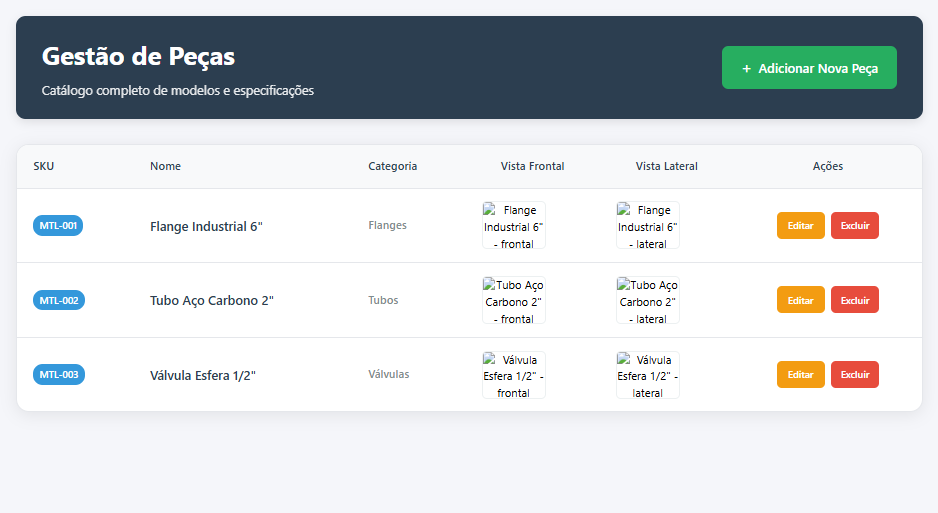 Gestão de Peças
Catálogo completo de modelos e especificações
+ Adicionar Nova Peça
SKU Nome Categoria Vista Frontal Vista Lateral Ações
MTL-001 Flange Industrial 6" Flanges
Flange
Industrial 6"
- frontal
Flange
Industrial 6"
- lateral
Editar Excluir
MTL-002 Tubo Aço Carbono 2" Tubos
Tubo Aço
Carbono 2"
- frontal
Tubo Aço
Carbono 2"
- lateral
Editar Excluir
MTL-003 Válvula Esfera 1/2" Válvulas
Válvula
Esfera 1/2" -
frontal
Válvula
Esfera 1/2" -
lateral
Editar Excluir